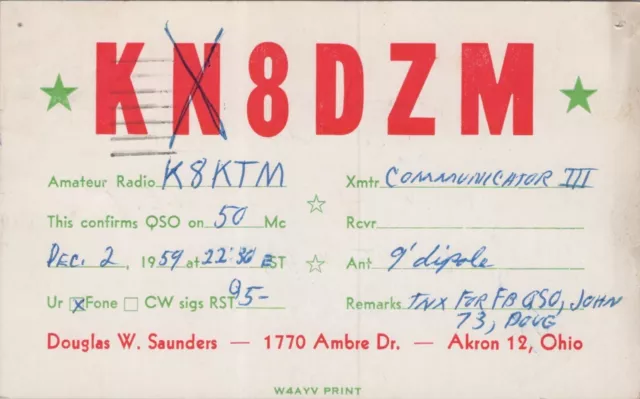 KN8DZM
Amateur Radio K8KTM Xmtr COMMUNICATOR III
This confirms QSO on 50 Mc Rcvr
DEC. 2, 1959 at 22:30 EST Ant 9' dipole
Ur [x] Fone [ ] CW sigs RST 95- Remarks TNX FOR FB QSO, JOHN
73, DOUG
Douglas W. Saunders — 1770 Ambre Dr. — Akron 12, Ohio
W4AYV PRINT